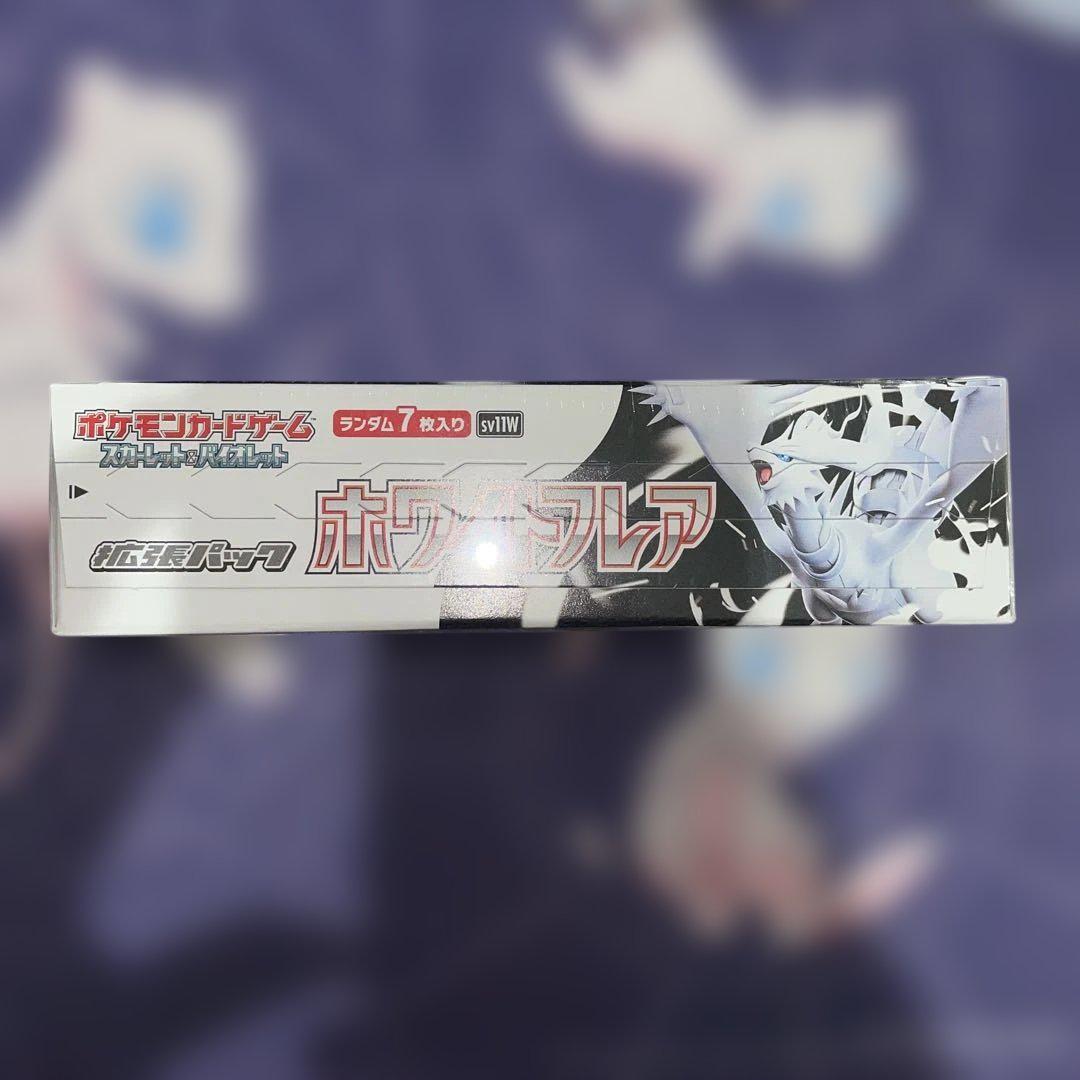 ポケモンカードゲーム
スカーレット&バイオレット
ランダム7枚入り
sv11W
拡張パック
ホワイトフレア